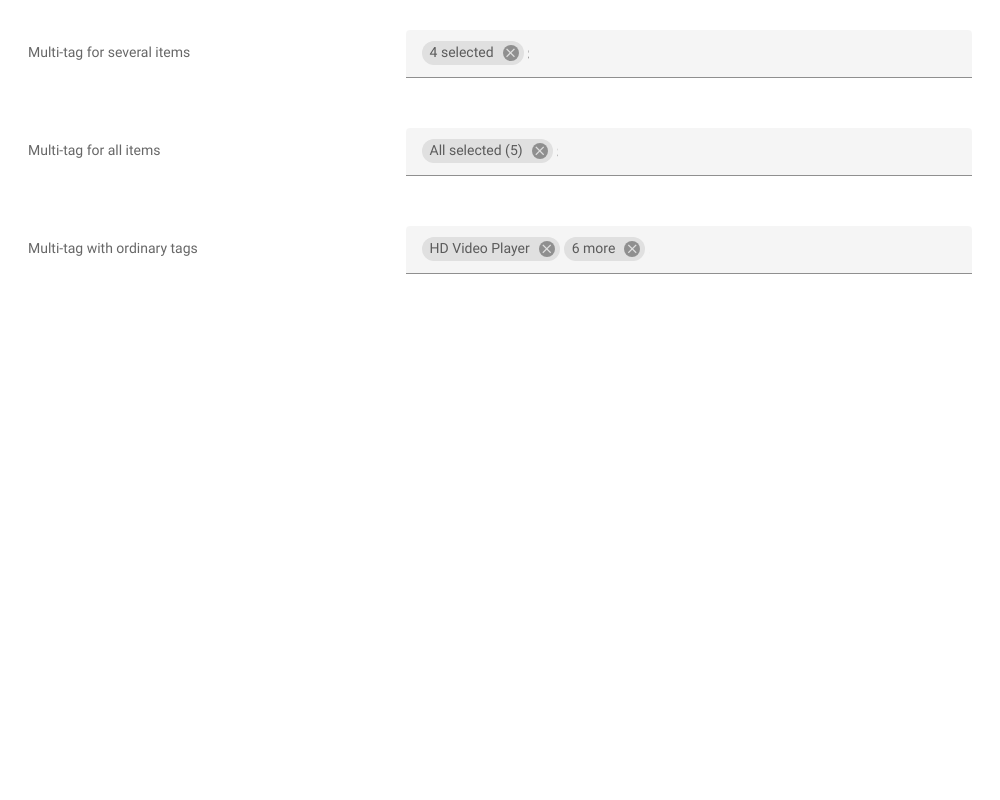 Multi-tag for several items
4 selected
Multi-tag for all items
All selected (5)
Multi-tag with ordinary tags
HD Video Player
6 more